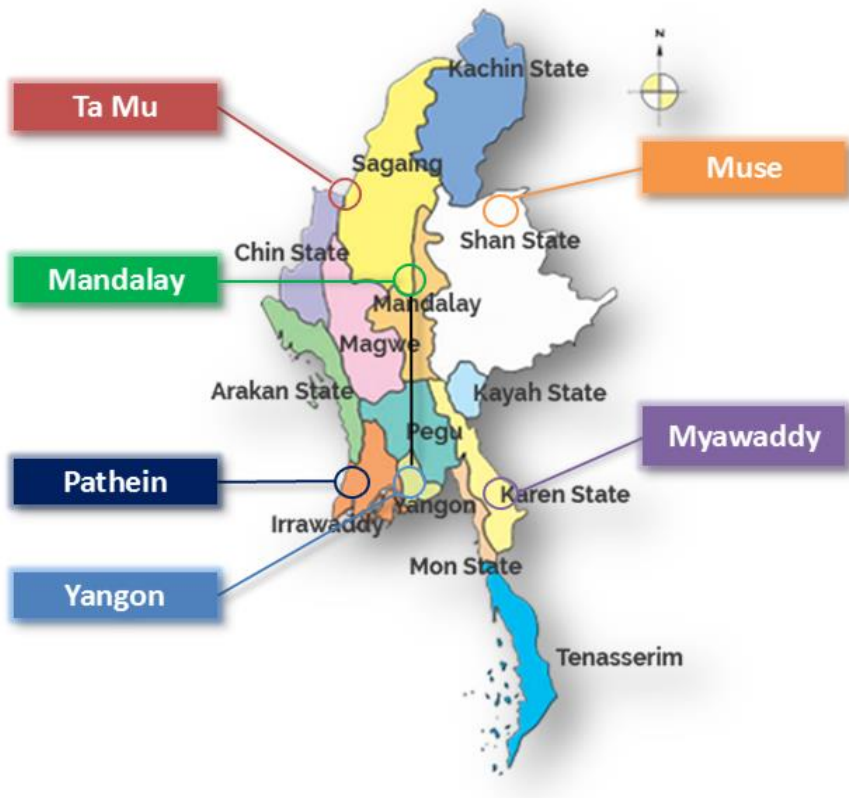 N
Kachin State
Ta Mu
Sagaing
Muse
Shan State
Chin State
Mandalay
Mandalay
Magwe
Arakan State
Kayah State
Pegu
Myawaddy
Pathein
Karen State
Yangon
Irrawaddy
Mon State
Yangon
Tenasserim